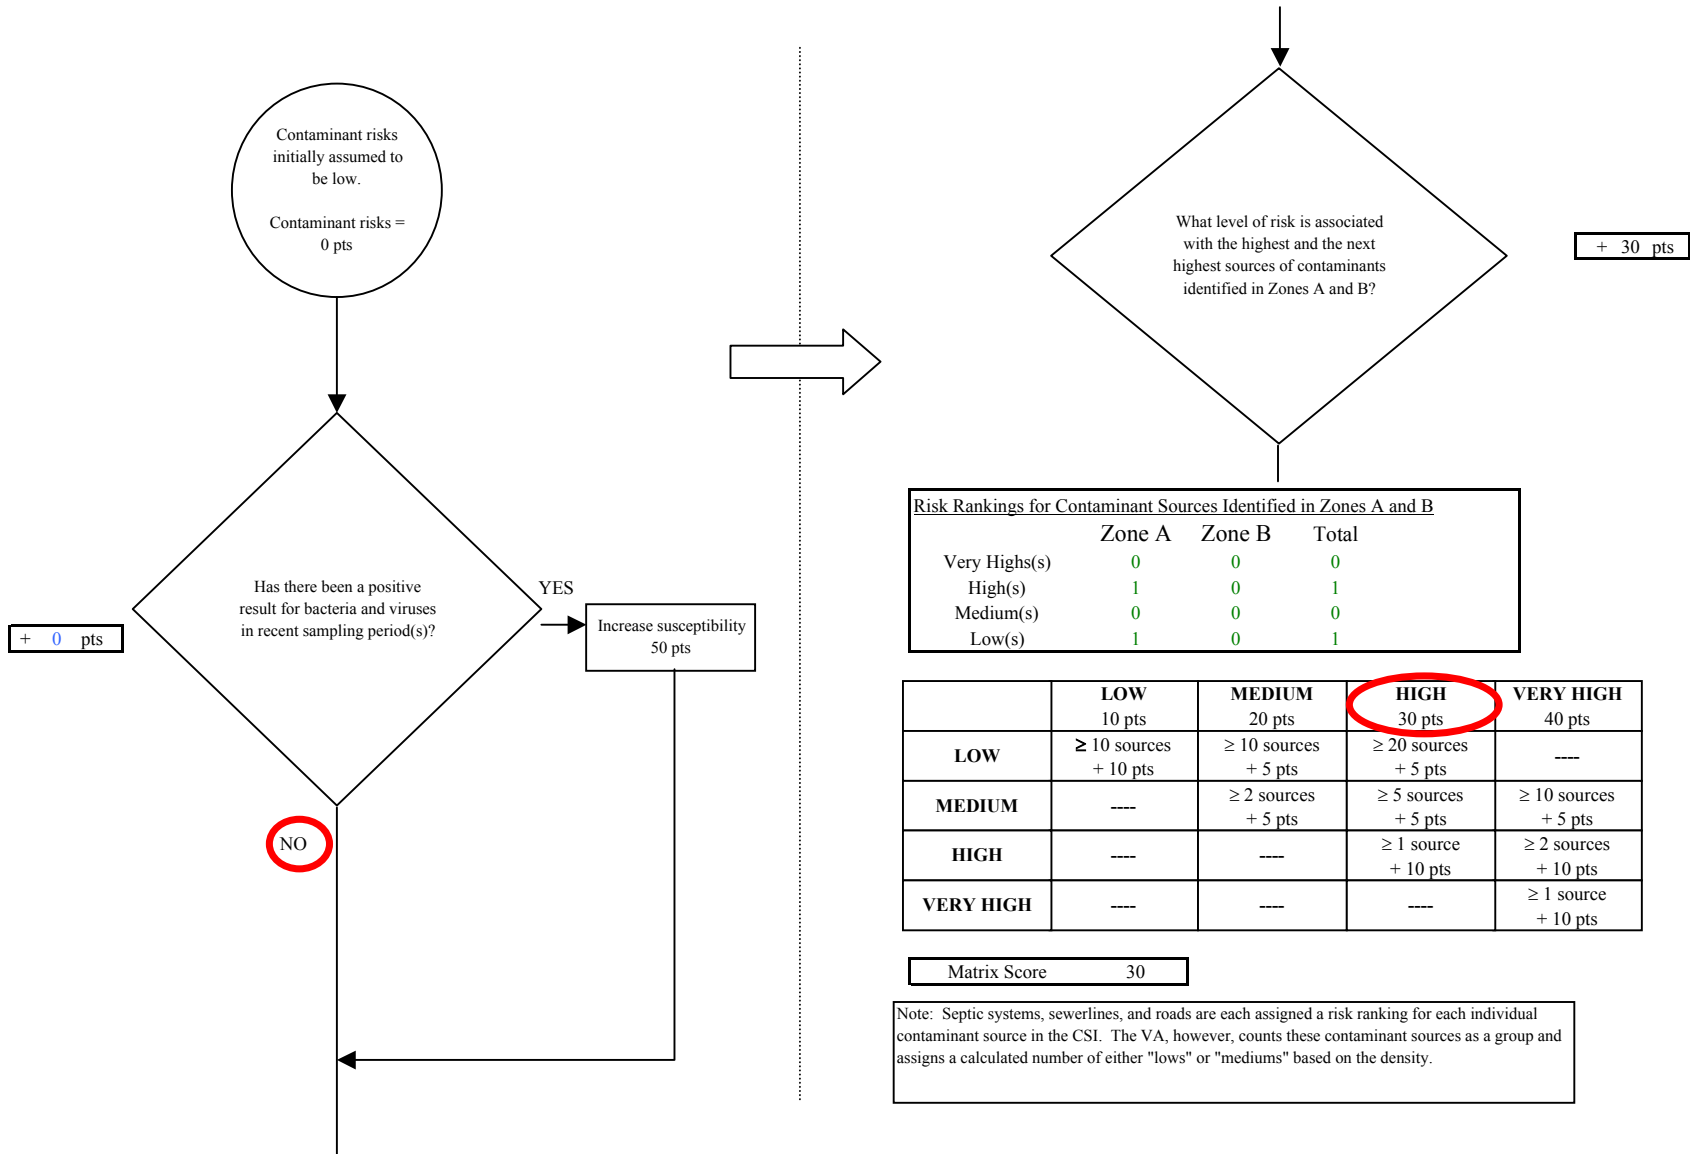 Contaminant risks
initially assumed to
be low.
Contaminant risks =
0 pts
Has there been a positive
result for bacteria and viruses
in recent sampling period(s)?
+ 0 pts
YES
Increase susceptibility
50 pts
NO
What level of risk is associated
with the highest and the next
highest sources of contaminants
identified in Zones A and B?
+ 30 pts
Risk Rankings for Contaminant Sources Identified in Zones A and B
Zone A Zone B Total
Very Highs(s) 0 0 0
High(s) 1 0 1
Medium(s) 0 0 0
Low(s) 1 0 1
LOW MEDIUM HIGH VERY HIGH
10 pts 20 pts 30 pts 40 pts
LOW ≥ 10 sources ≥ 10 sources ≥ 20 sources ----
+ 10 pts + 5 pts + 5 pts
MEDIUM ---- ≥ 2 sources ≥ 5 sources ≥ 10 sources
+ 5 pts + 5 pts + 5 pts
HIGH ---- ---- ≥ 1 source ≥ 2 sources
+ 10 pts + 10 pts
VERY HIGH ---- ---- ---- ≥ 1 source
+ 10 pts
Matrix Score 30
Note: Septic systems, sewerlines, and roads are each assigned a risk ranking for each individual
contaminant source in the CSI. The VA, however, counts these contaminant sources as a group and
assigns a calculated number of either "lows" or "mediums" based on the density.